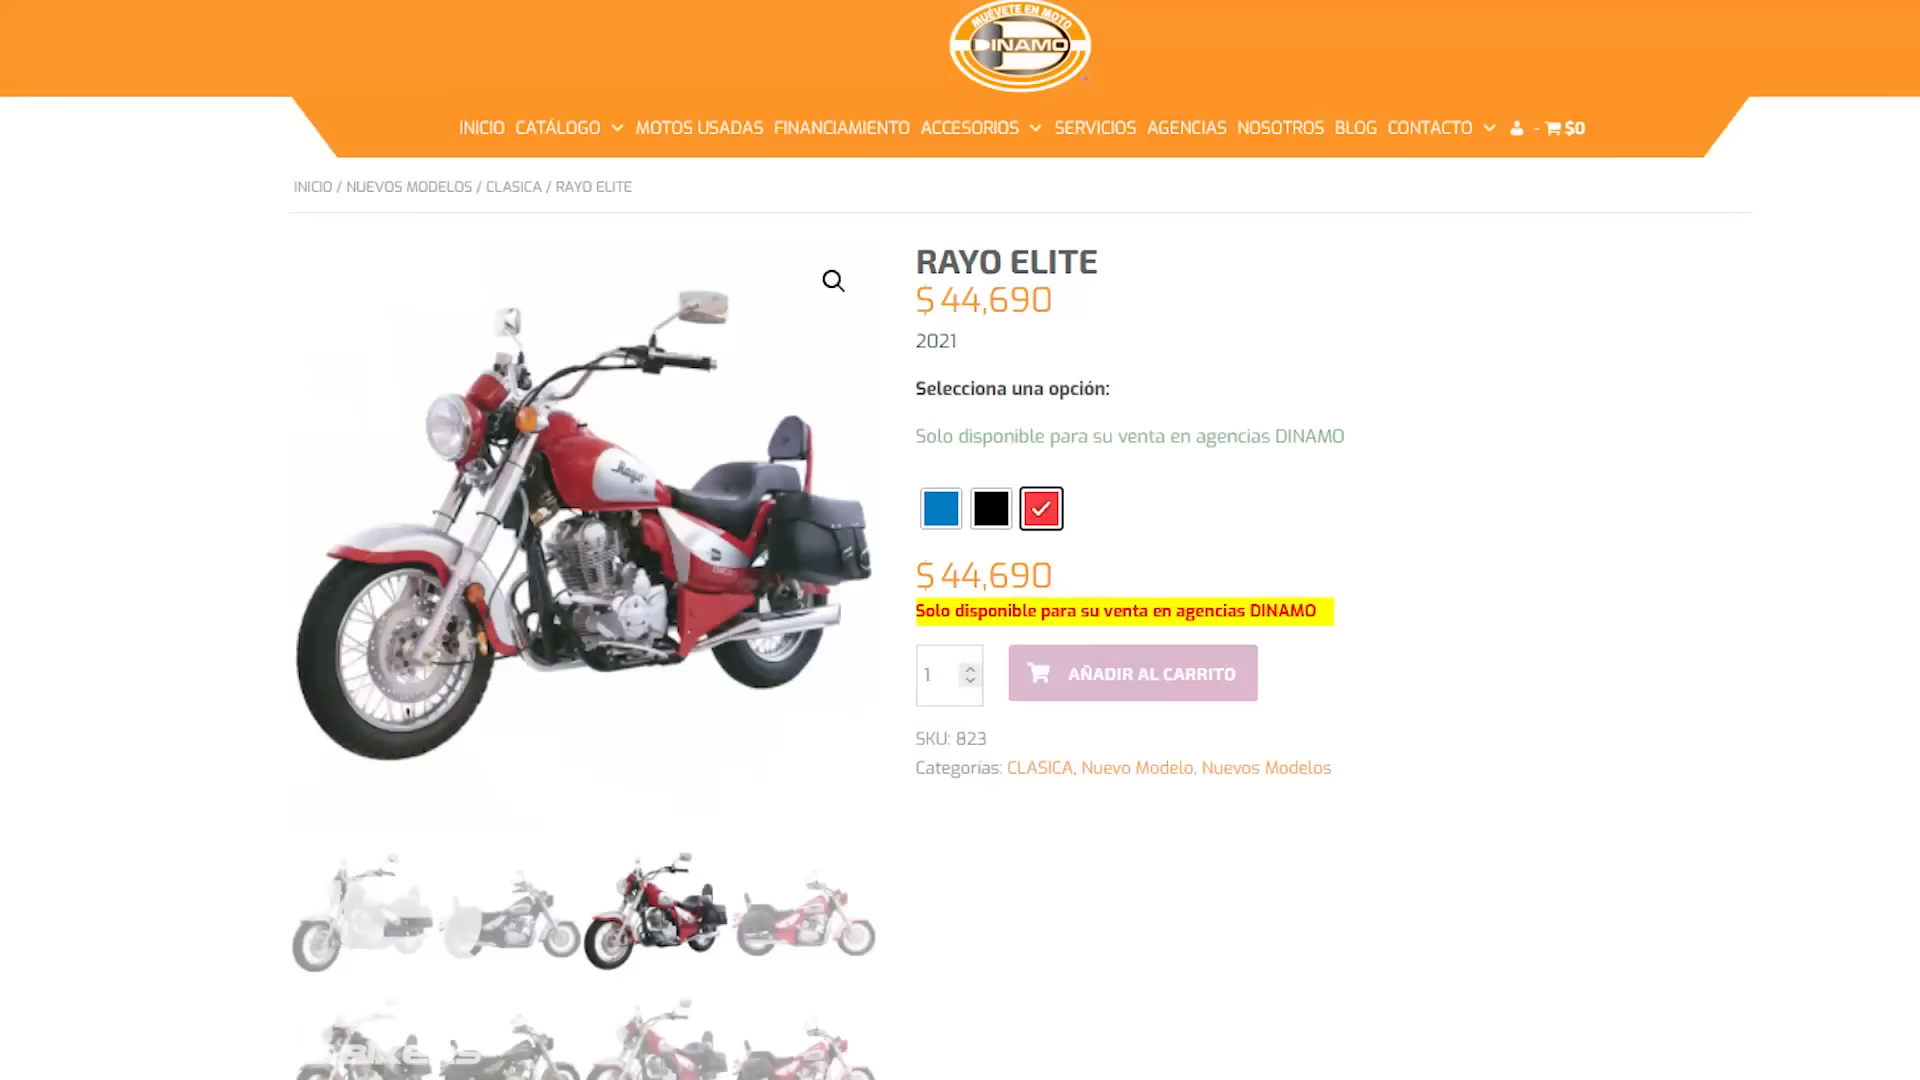 MUÉVETE EN MOTO
DINAMO
INICIO CATÁLOGO MOTOS USADAS FINANCIAMIENTO ACCESORIOS SERVICIOS AGENCIAS NOSOTROS BLOG CONTACTO - $0
INICIO / NUEVOS MODELOS / CLASICA / RAYO ELITE
RAYO ELITE
$ 44,690
2021
Selecciona una opción:
Solo disponible para su venta en agencias DINAMO
Rayo
$ 44,690
Solo disponible para su venta en agencias DINAMO
1 AÑADIR AL CARRITO
SKU: 823
Categorías: CLASICA, Nuevo Modelo, Nuevos Modelos
BIKERS